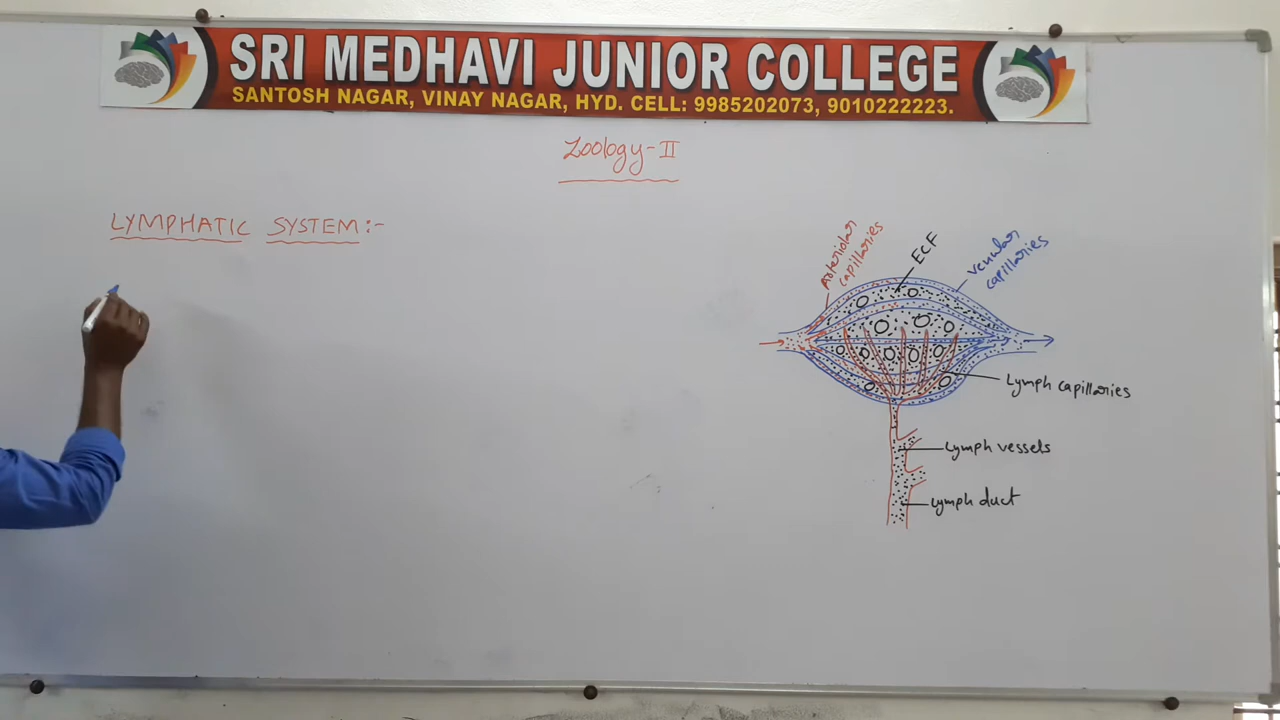 SRI MEDHAVI JUNIOR COLLEGE
SANTOSH NAGAR, VINAY NAGAR, HYD. CELL: 9985202073, 9010222223.
Zoology-II
LYMPHATIC SYSTEM:-
Arteriolar
capillaries
ECF
Venular
capillaries
Lymph capillaries
Lymph vessels
Lymph duct